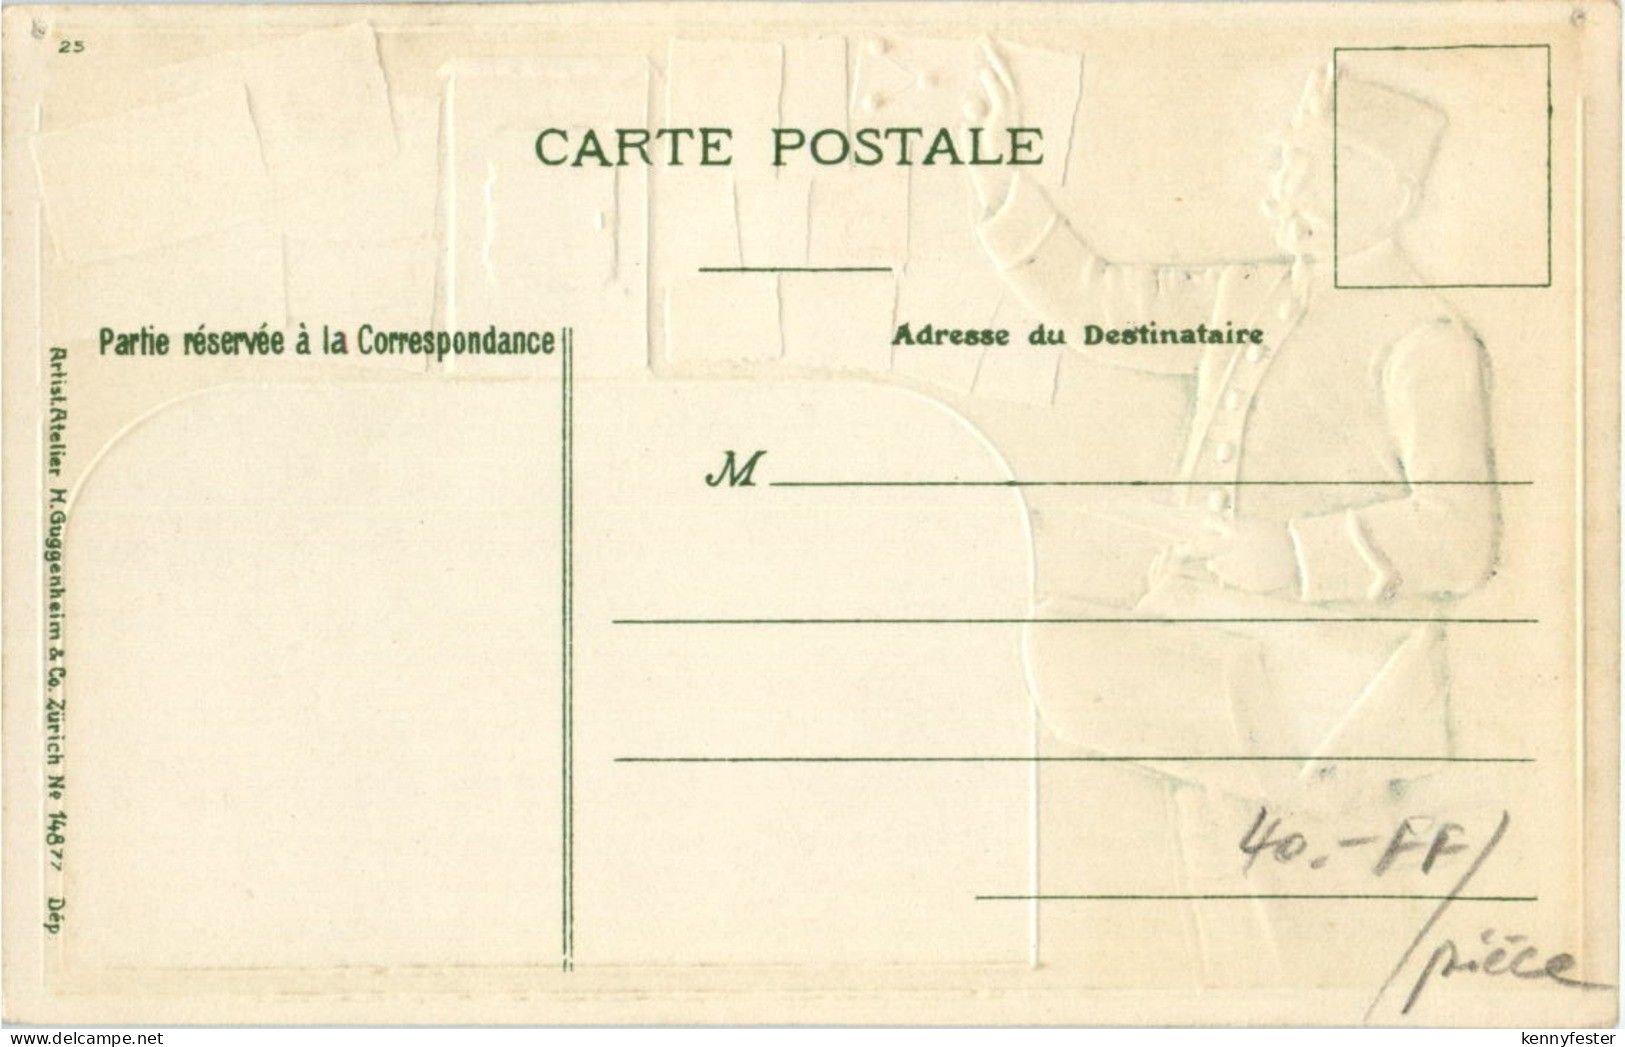 25
CARTE POSTALE
Partie réservée à la Correspondance
Adresse du Destinataire
M
Artist. Atelier H. Guggenheim & Co. Zürich No 14877 Dép.
40.-FF/
pièce
www.delcampe.net
kennyfester